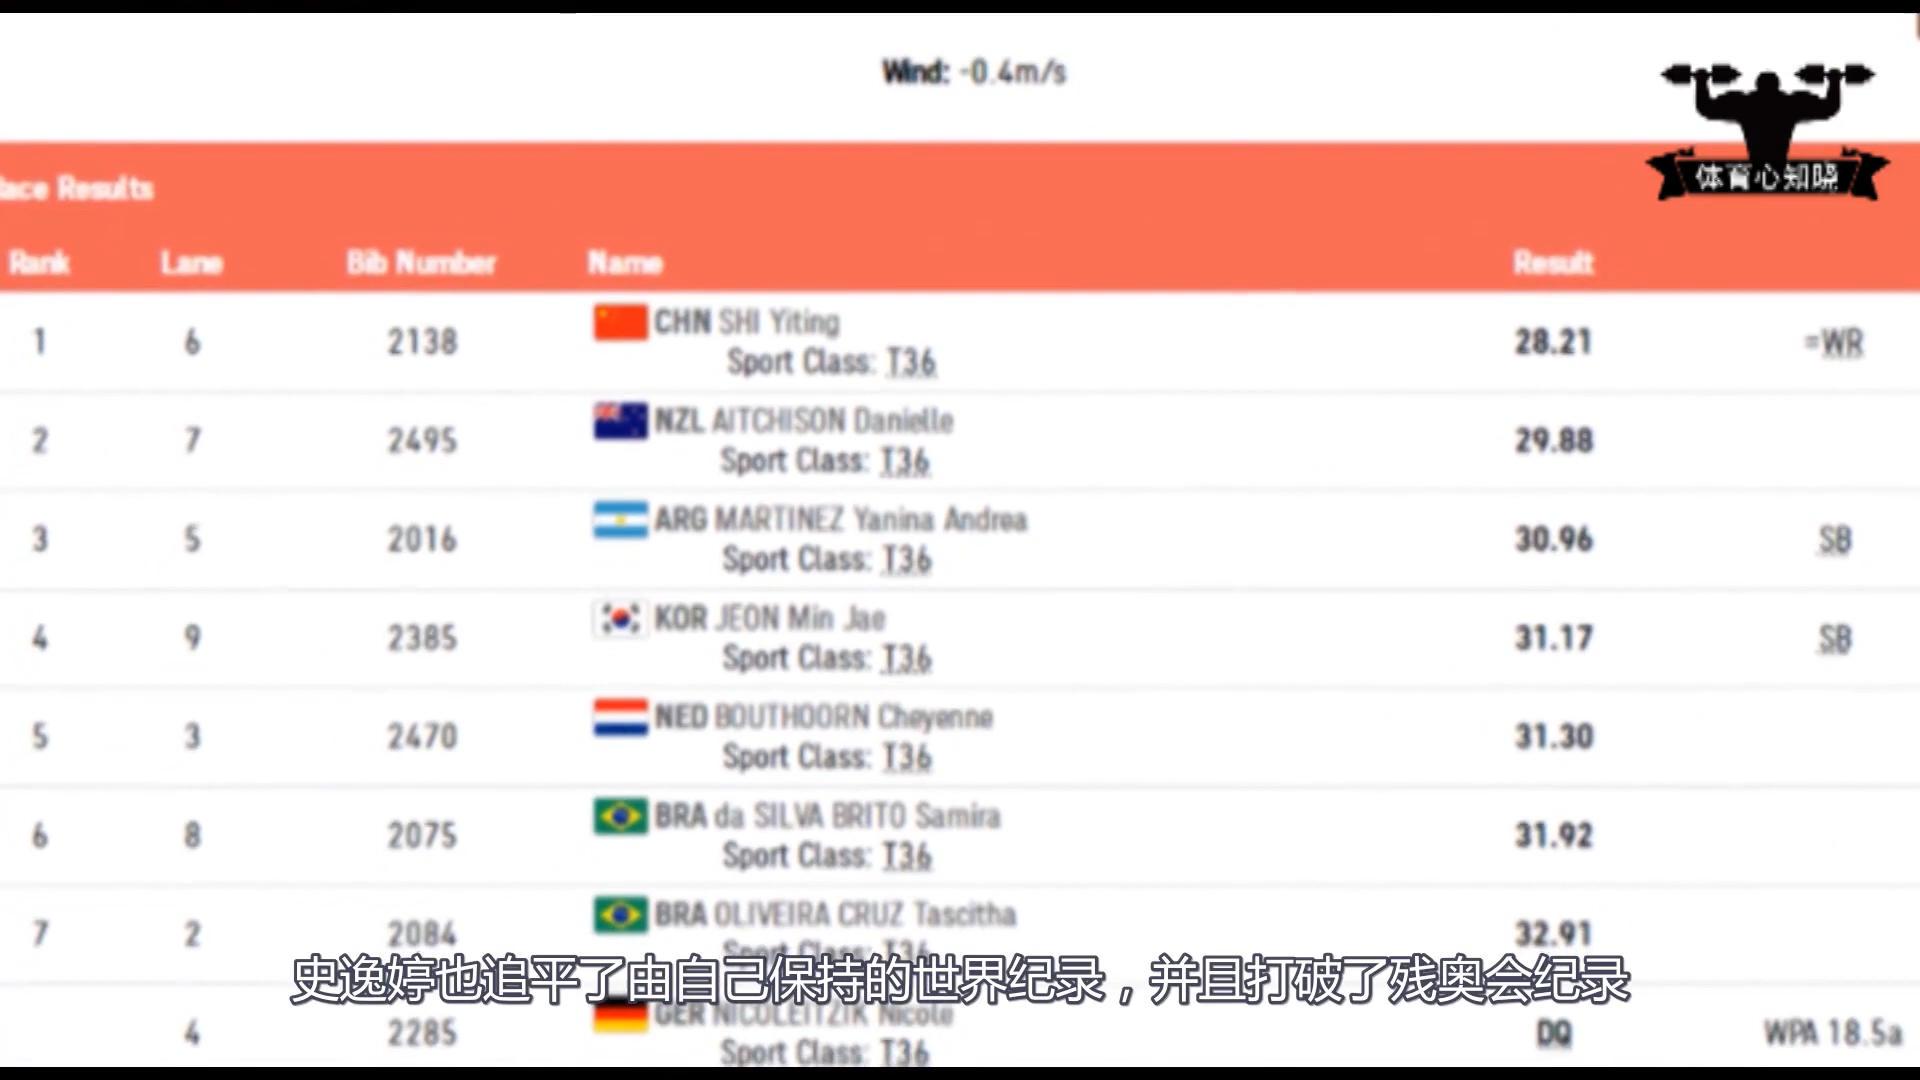 Wind: -0.4m/s
体育心知晓
Race Results
Rank Lane Bib Number Name Result
1 6 2138 CHN SHI Yiting 28.21 =WR
Sport Class: T36
2 7 2495 NZL AITCHISON Danielle 29.88
Sport Class: T36
3 5 2016 ARG MARTINEZ Yanina Andrea 30.96 SB
Sport Class: T36
4 9 2385 KOR JEON Min Jae 31.17 SB
Sport Class: T36
5 3 2470 NED BOUTHOORN Cheyenne 31.30
Sport Class: T36
6 8 2075 BRA da SILVA BRITO Samira 31.92
Sport Class: T36
7 2 2084 BRA OLIVEIRA CRUZ Tascitha 32.91
Sport Class: T36
史逸婷也追平了由自己保持的世界纪录，并且打破了残奥会纪录
4 2285 GER NICOLEITZIK Nicole DQ WPA 18.5a
Sport Class: T36